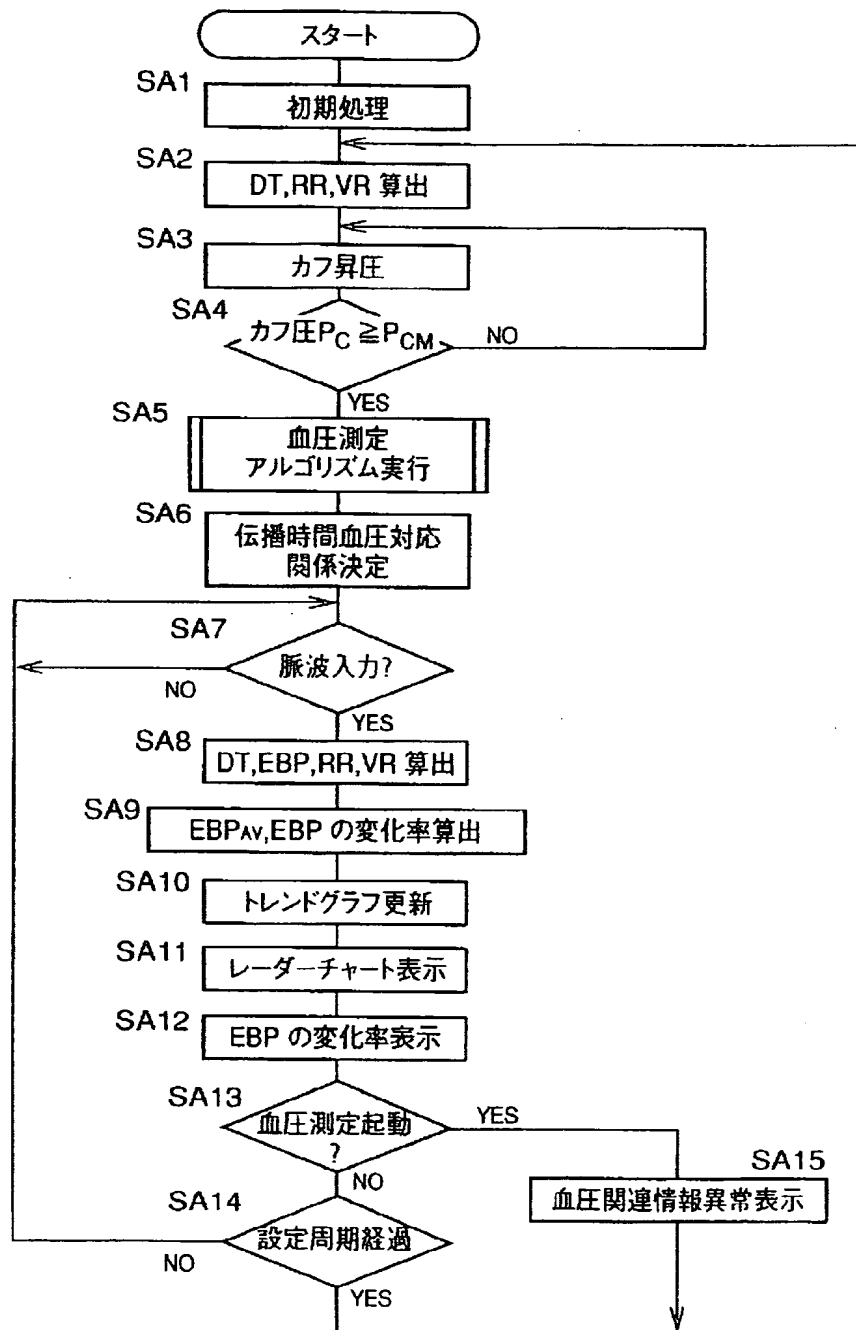 スタート
SA1
初期処理
SA2
DT,RR,VR 算出
SA3
カフ昇圧
SA4
カフ圧PC ≧PCM
NO
YES
SA5
血圧測定
アルゴリズム実行
SA6
伝播時間血圧対応
関係決定
SA7
脈波入力?
NO
YES
SA8
DT,EBP,RR,VR 算出
SA9
EBPAV,EBP の変化率算出
SA10
トレンドグラフ更新
SA11
レーダーチャート表示
SA12
EBP の変化率表示
SA13
血圧測定起動
?
YES
NO
SA15
血圧関連情報異常表示
SA14
設定周期経過
NO
YES